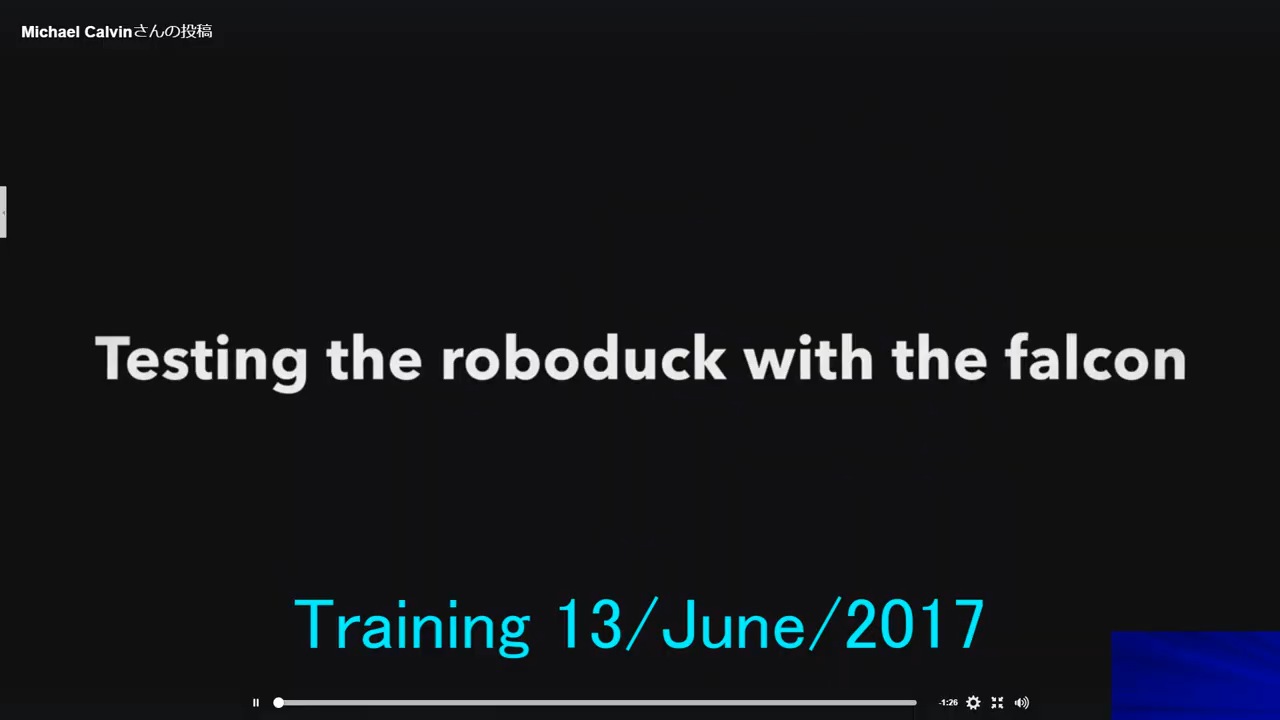 Michael Calvinさんの投稿
Testing the roboduck with the falcon
Training 13/June/2017
-1:26